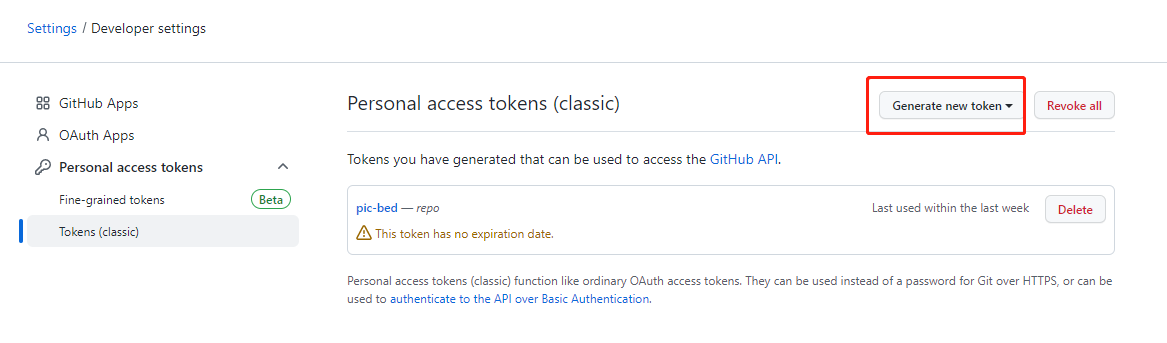 Settings / Developer settings
GitHub Apps
OAuth Apps
Personal access tokens
Fine-grained tokens Beta
Tokens (classic)
Personal access tokens (classic) Generate new token Revoke all
Tokens you have generated that can be used to access the GitHub API.
pic-bed — repo Last used within the last week Delete
This token has no expiration date.
Personal access tokens (classic) function like ordinary OAuth access tokens. They can be used instead of a password for Git over HTTPS, or can be
used to authenticate to the API over Basic Authentication.